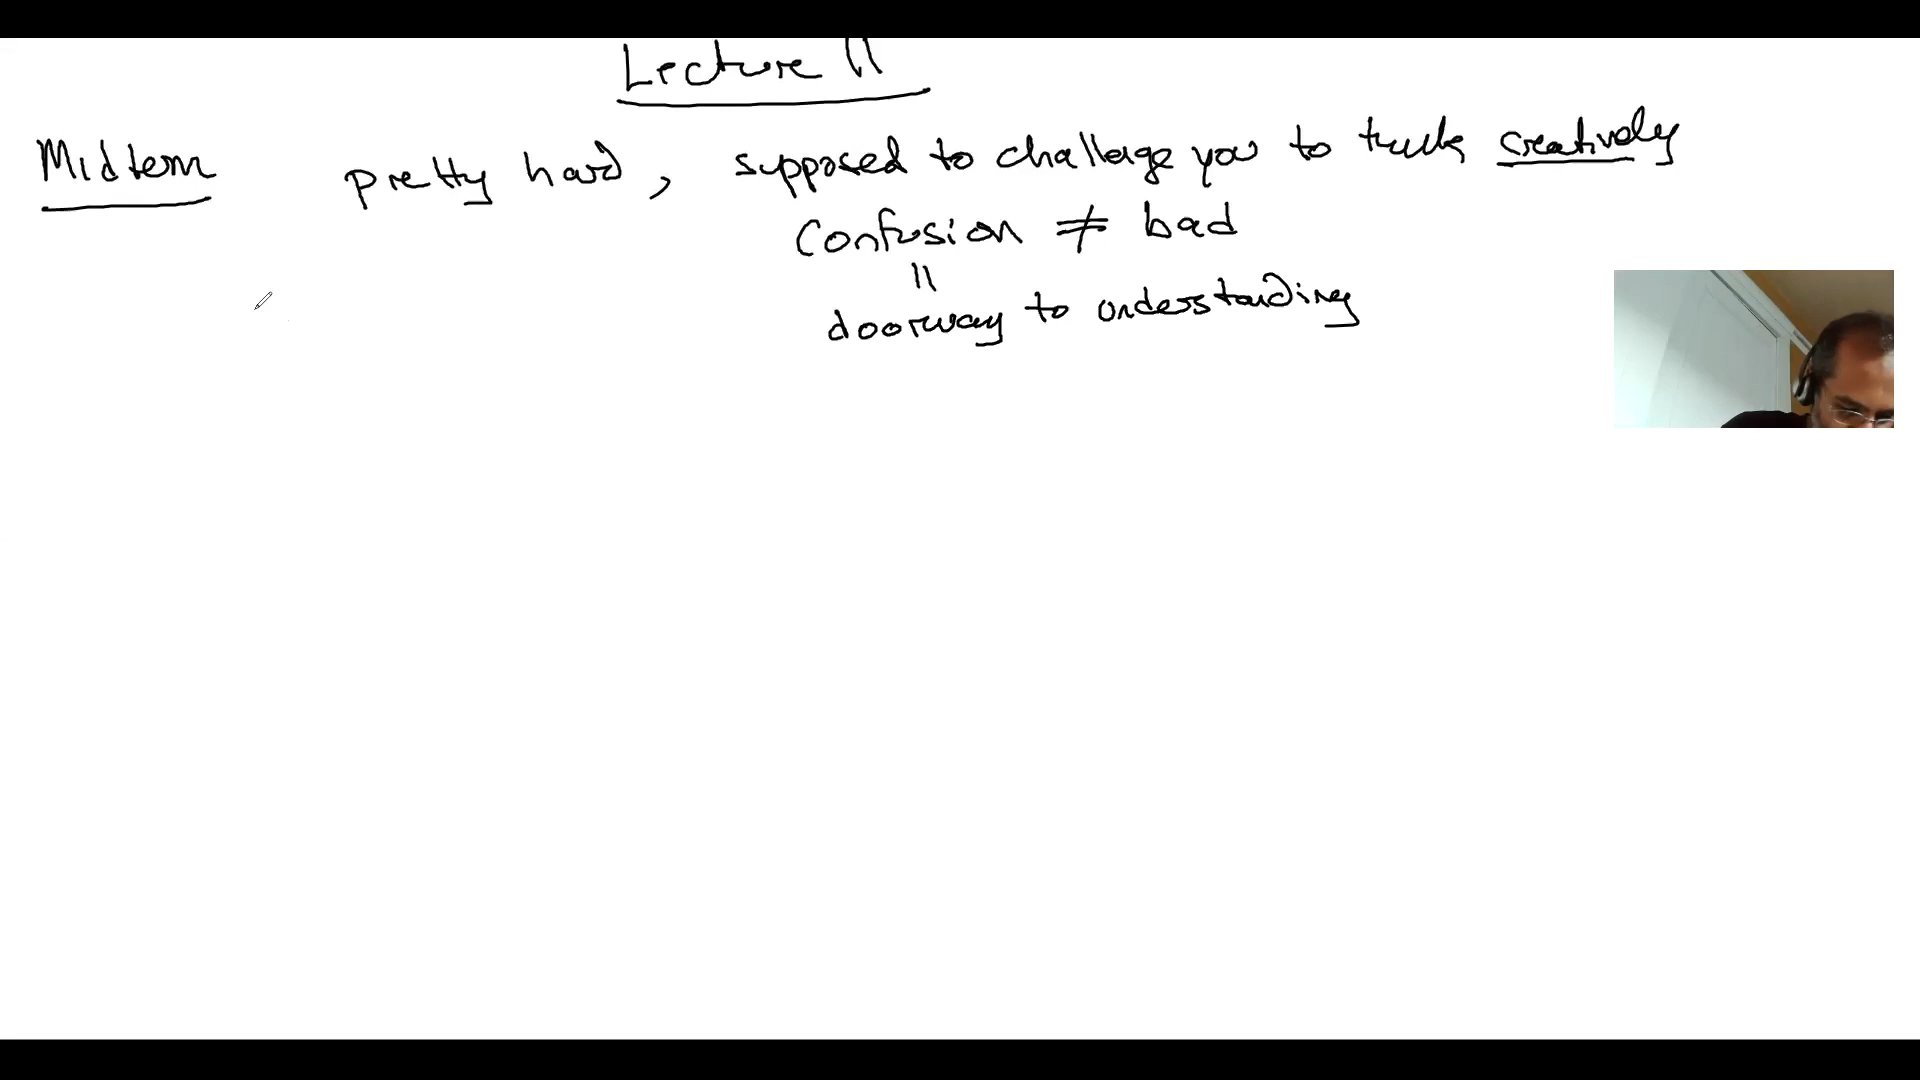 Lecture 11
Midterm pretty hard, supposed to challenge you to think creatively
Confusion ≠ bad
=
doorway to understanding